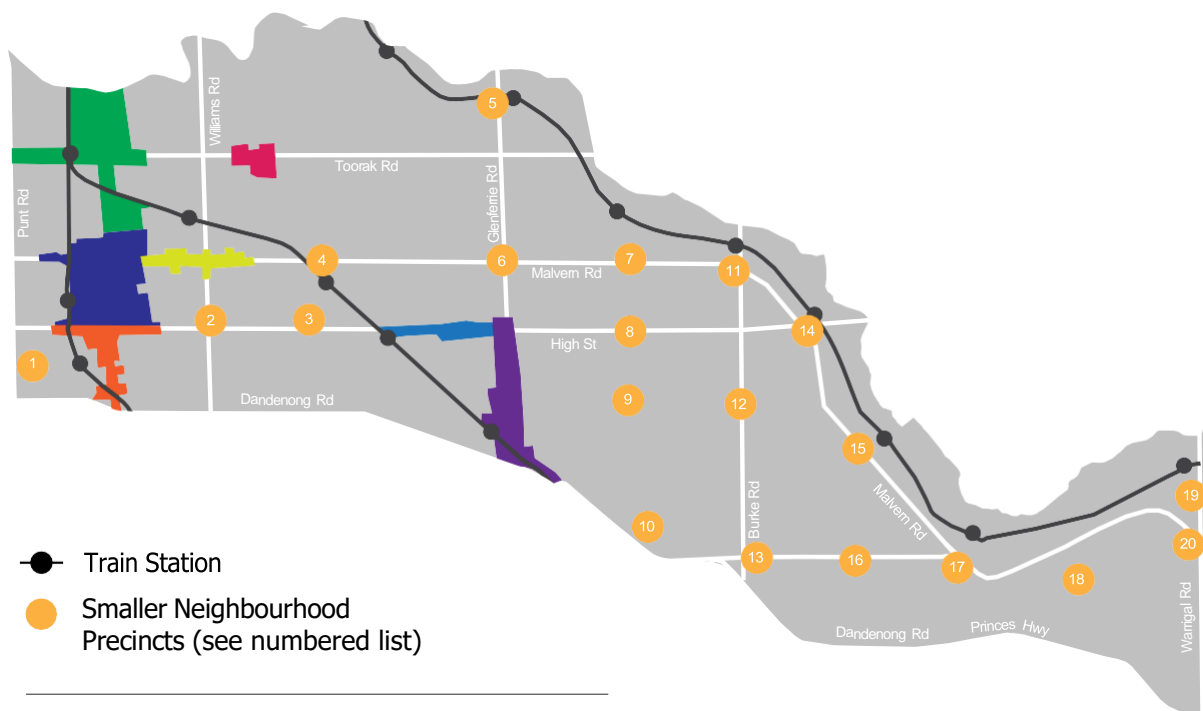 5
Williams Rd
Toorak Rd
Glenferrie Rd
Punt Rd
4
6
7
Malvern Rd
11
2
3
8
14
High St
1
9
12
Dandenong Rd
15
Malvern Rd
19
Burke Rd
10
20
13
16
17
18
Warrigal Rd
Dandenong Rd
Princes Hwy
Train Station
Smaller Neighbourhood
Precincts (see numbered list)